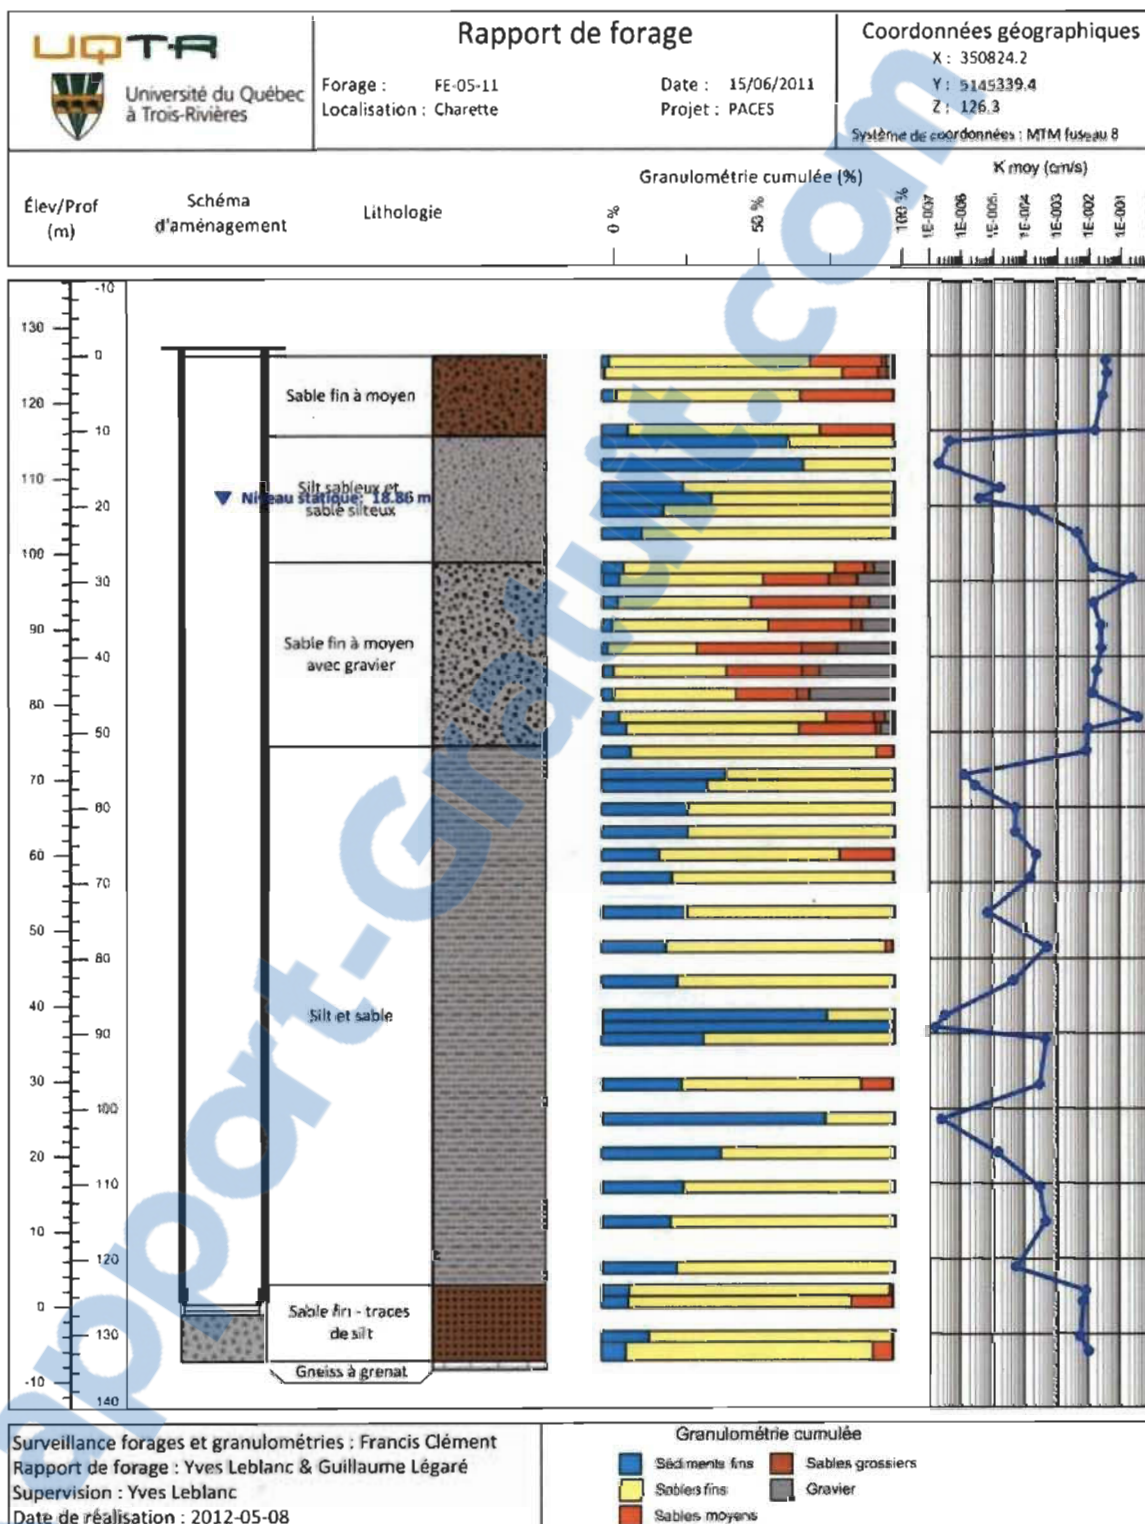 UQTR
Université du Québec
à Trois-Rivières
Rapport de forage
Forage : FE-05-11
Date : 15/06/2011
Localisation : Charette
Projet : PACES
Coordonnées géographiques
X : 350824.2
Y : 5145339.4
Z : 126.3
Système de coordonnées : MTM fuseau 8
Élev/Prof
(m)
Schéma
d'aménagement
Lithologie
Granulométrie cumulée (%)
0 %
50 %
100 %
K moy (cm/s)
1E-007
1E-006
1E-005
1E-004
1E-003
1E-002
1E-001
130
120
110
100
90
80
70
60
60
50
40
30
20
10
0
-10
-10
0
10
20
30
40
50
70
80
90
100
110
120
130
140
Sable fin à moyen
Silt sableux et
sable silteux
Niveau statique: 18.86 m
Sable fin à moyen
avec gravier
Silt et sable
Sable fin - traces
de silt
Gneiss à grenat
Surveillance forages et granulométries : Francis Clément
Rapport de forage : Yves Leblanc & Guillaume Légaré
Supervision : Yves Leblanc
Date de réalisation : 2012-05-08
Granulométrie cumulée
Sédiments fins
Sables grossiers
Sables fins
Gravier
Sables moyens
Rapport-Gratuit.com